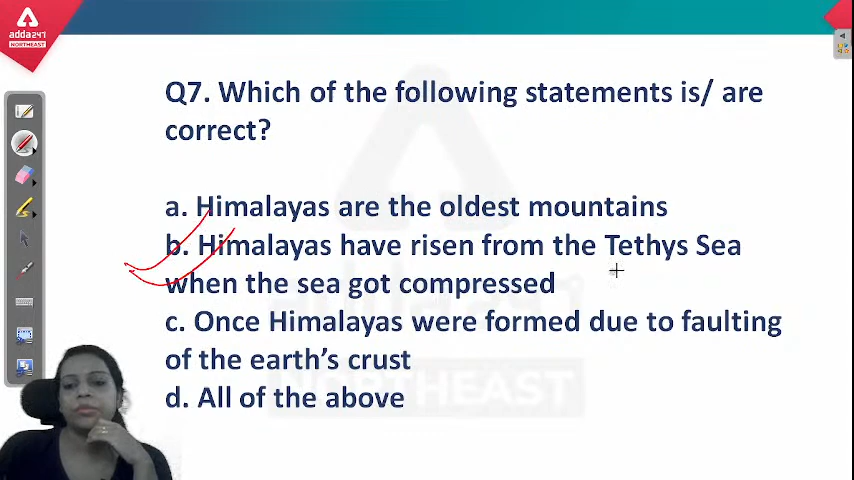 adda247
NORTHEAST
Q7. Which of the following statements is/ are
correct?
a. Himalayas are the oldest mountains
b. Himalayas have risen from the Tethys Sea
when the sea got compressed
c. Once Himalayas were formed due to faulting
of the earth’s crust
d. All of the above
NORTHEAST